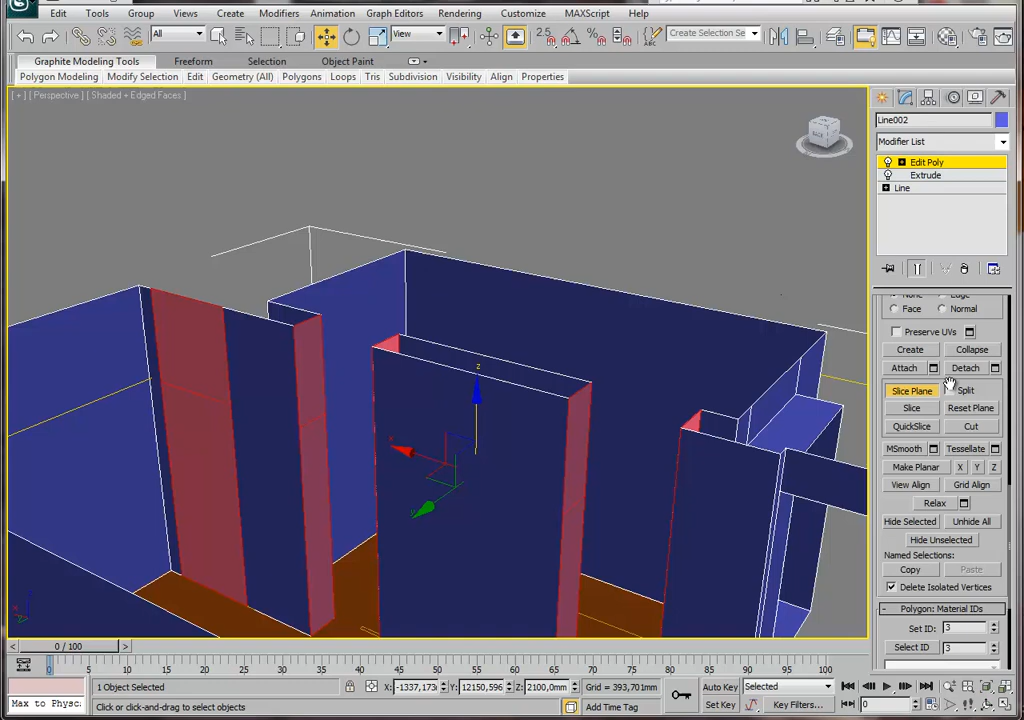 Edit Tools Group Views Create Modifiers Animation Graph Editors Rendering Customize MAXScript Help
All View 2.5 Create Selection Se
Graphite Modeling Tools Freeform Selection Object Paint
Polygon Modeling Modify Selection Edit Geometry (All) Polygons Loops Tris Subdivision Visibility Align Properties
[ + ] [ Perspective ] [ Shaded + Edged Faces ]
BACK
z
x
y
Line002
Modifier List
Edit Poly
Extrude
Line
None Edge
Face Normal
Preserve UVs
Create Collapse
Attach Detach
Slice Plane Split
Slice Reset Plane
QuickSlice Cut
MSmooth Tessellate
Make Planar X Y Z
View Align Grid Align
Relax
Hide Selected Unhide All
Hide Unselected
Named Selections:
Copy Paste
Delete Isolated Vertices
- Polygon: Material IDs
Set ID: 3
Select ID 3
< 0 / 100 >
0 5 10 15 20 25 30 35 40 45 50 55 60 65 70 75 80 85 90 95 100
1 Object Selected X: -1337,173 Y: 12150,596 Z: 2100,0mm Grid = 393,701mm Auto Key Selected
Max to Physc Click or click-and-drag to select objects Add Time Tag Set Key Key Filters... 0